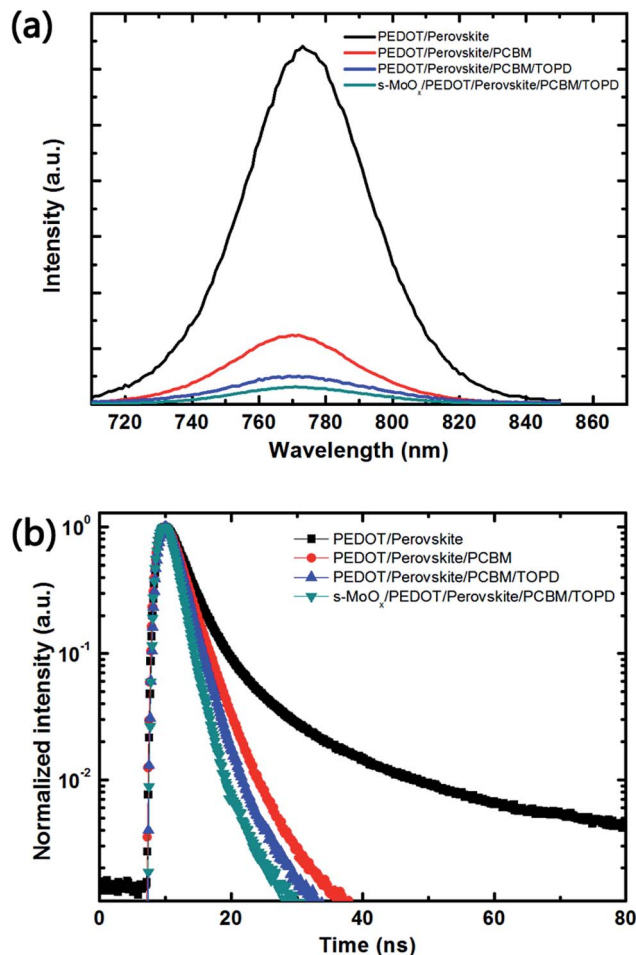 (a)
PEDOT/Perovskite
PEDOT/Perovskite/PCBM
PEDOT/Perovskite/PCBM/TOPD
s-MoOₓ/PEDOT/Perovskite/PCBM/TOPD
Intensity (a.u.)
720 740 760 780 800 820 840 860
Wavelength (nm)
(b)
PEDOT/Perovskite
PEDOT/Perovskite/PCBM
PEDOT/Perovskite/PCBM/TOPD
s-MoOₓ/PEDOT/Perovskite/PCBM/TOPD
Normalized intensity (a.u.)
10⁰
10⁻¹
10⁻²
0 20 40 60 80
Time (ns)